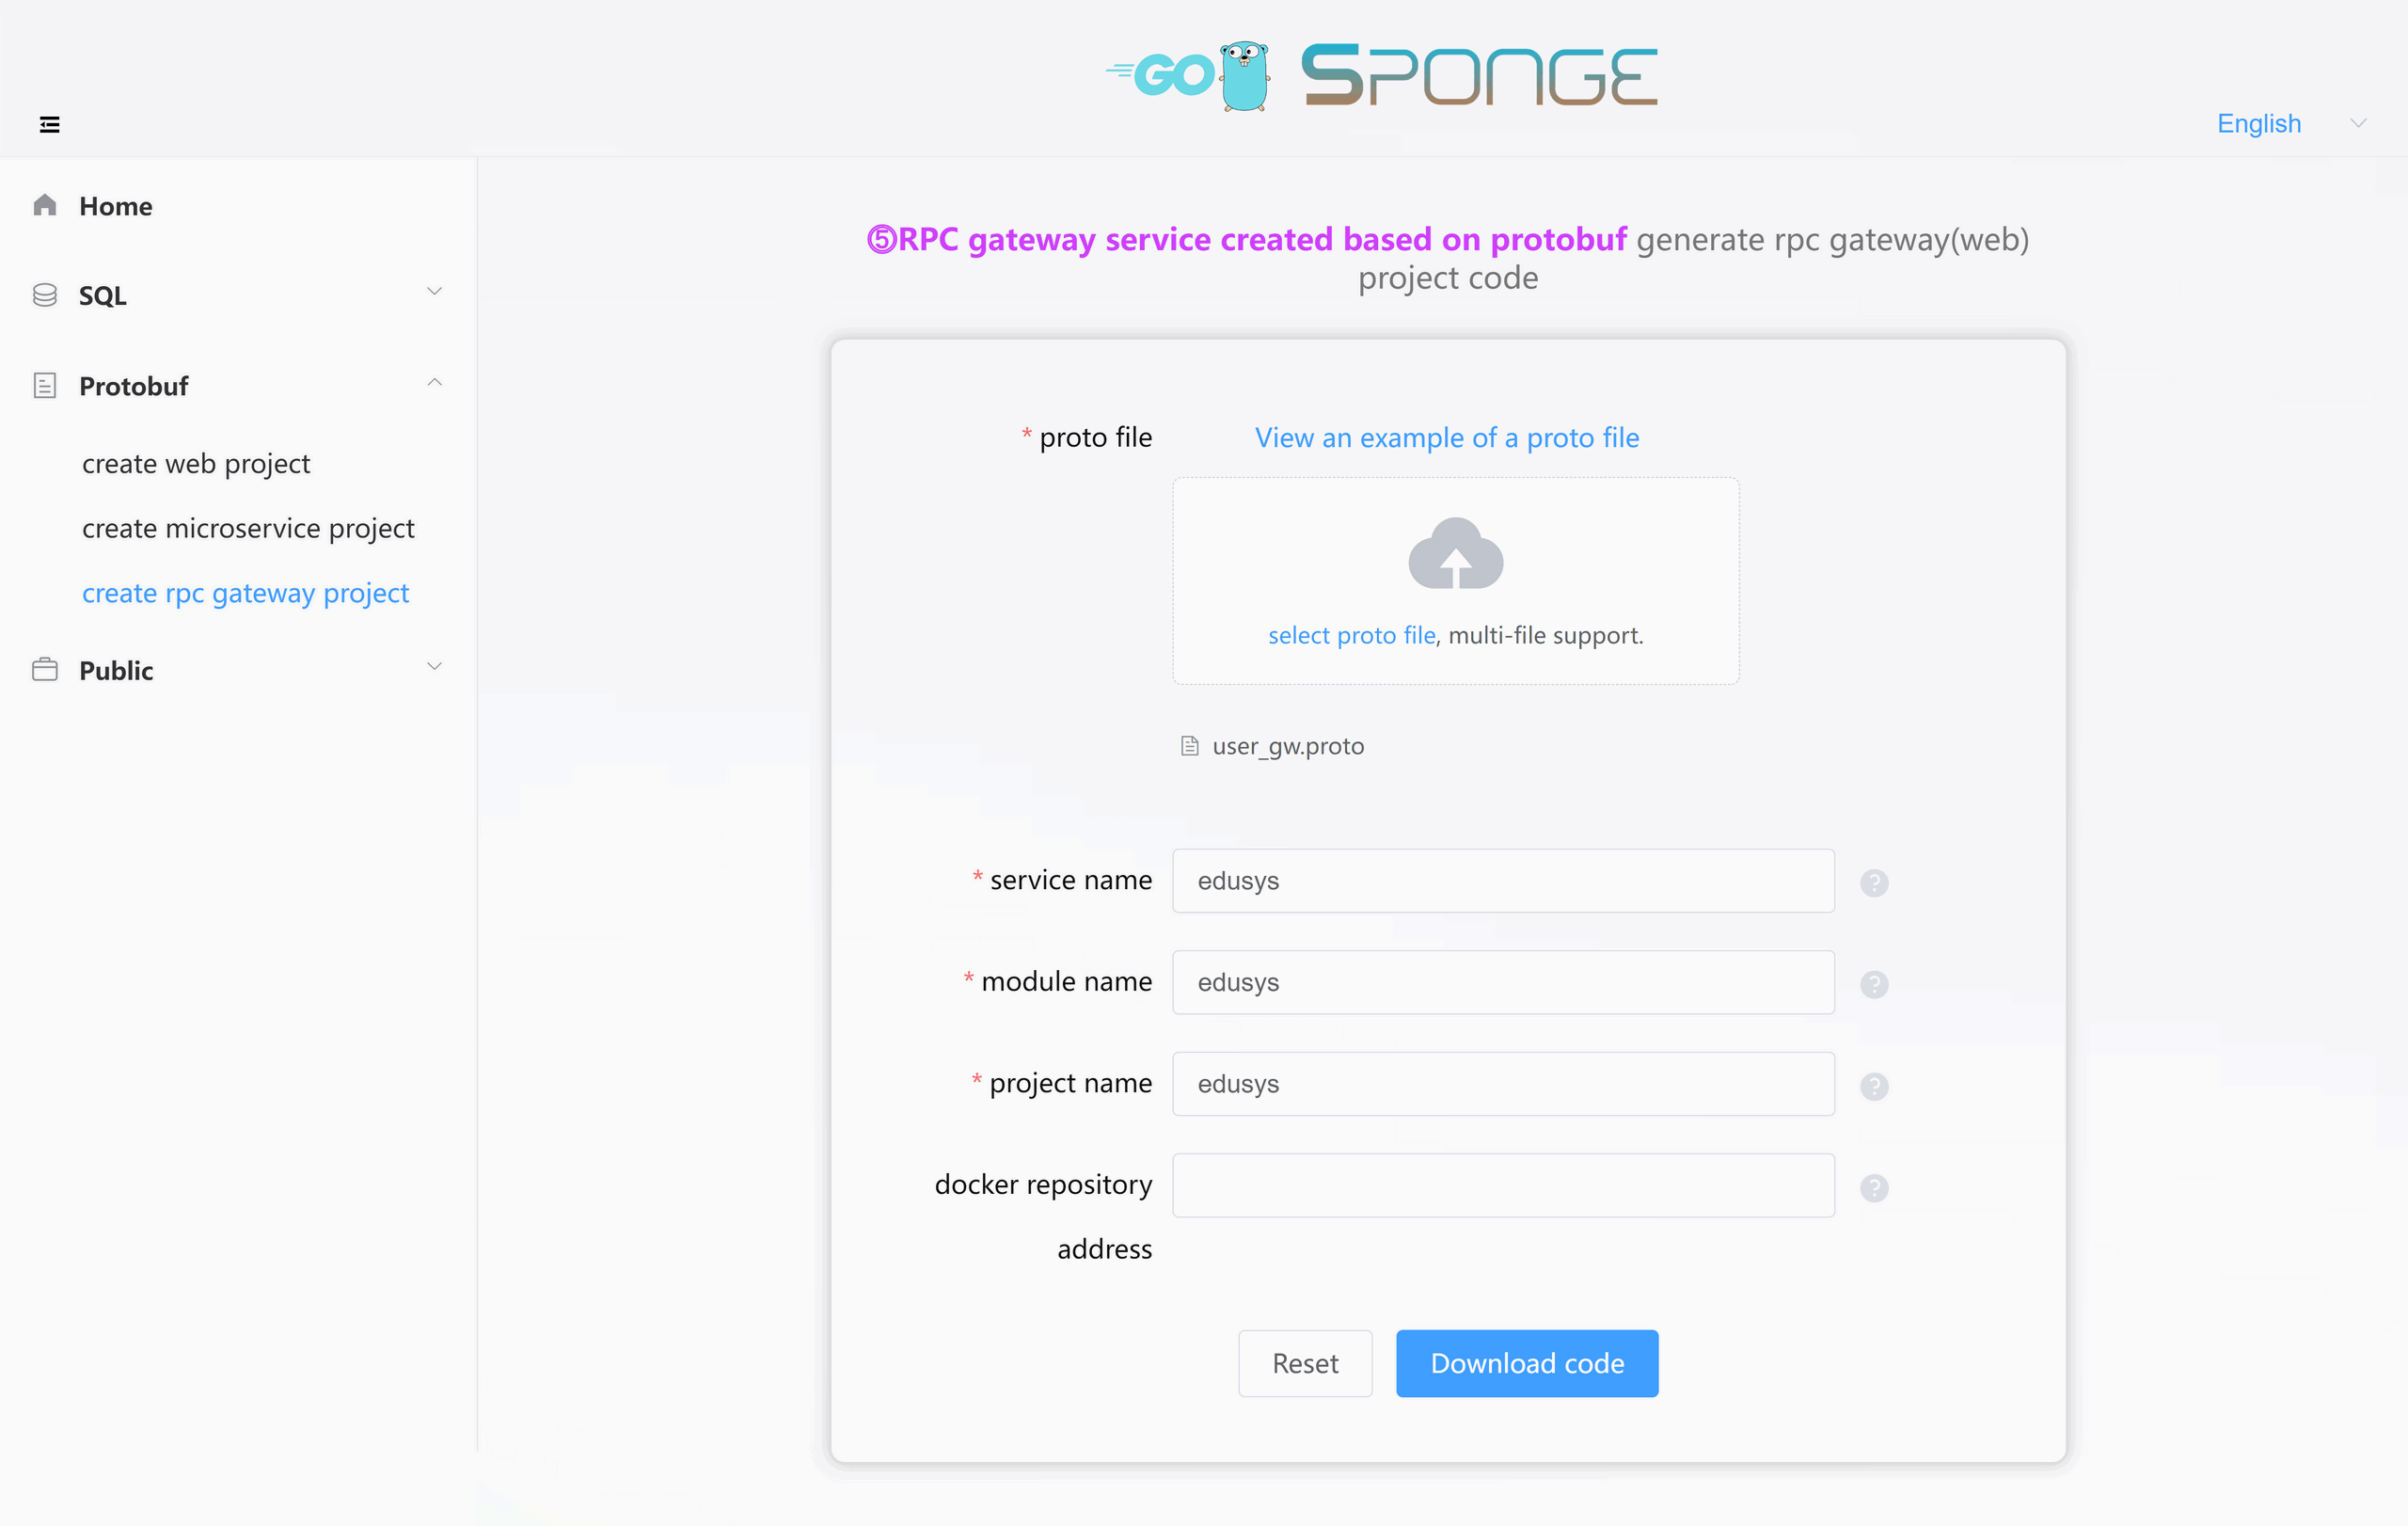 GO SPONGE
English
Home
SQL
Protobuf
create web project
create microservice project
create rpc gateway project
Public
⑤RPC gateway service created based on protobuf generate rpc gateway(web)
project code
* proto file
View an example of a proto file
select proto file, multi-file support.
user_gw.proto
* service name
edusys
?
* module name
edusys
?
* project name
edusys
?
docker repository
address
?
Reset
Download code